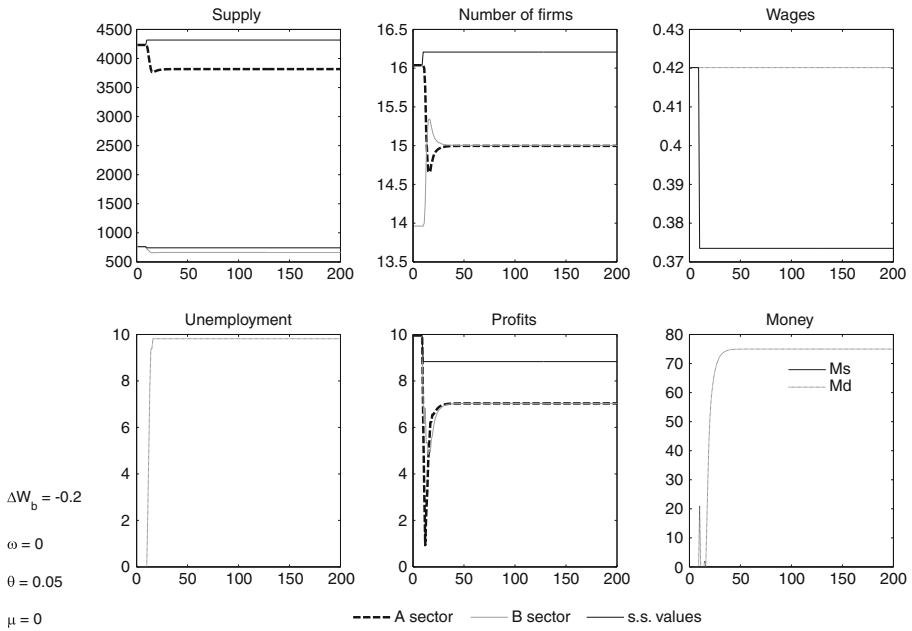 Supply
4500
4000
3500
3000
2500
2000
1500
1000
500
0 50 100 150 200
Number of firms
16.5
16
15.5
15
14.5
14
13.5
0 50 100 150 200
Wages
0.43
0.42
0.41
0.4
0.39
0.38
0.37
0 50 100 150 200
Unemployment
10
8
6
4
2
0
0 50 100 150 200
Profits
10
8
6
4
2
0
0 50 100 150 200
Money
80
70
60
50
40
30
20
10
0
0 50 100 150 200
Ms
Md
ΔW_b = -0.2
ω = 0
θ = 0.05
μ = 0
A sector B sector s.s. values